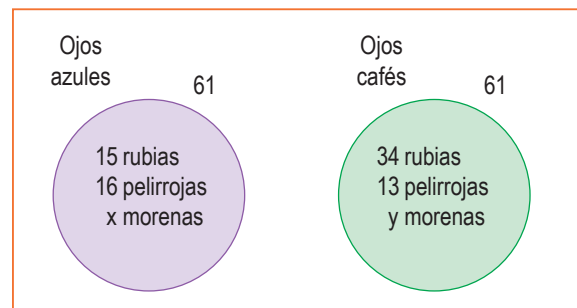 Ojos
azules
61
15 rubias
16 pelirrojas
x morenas
Ojos
cafés
61
34 rubias
13 pelirrojas
y morenas